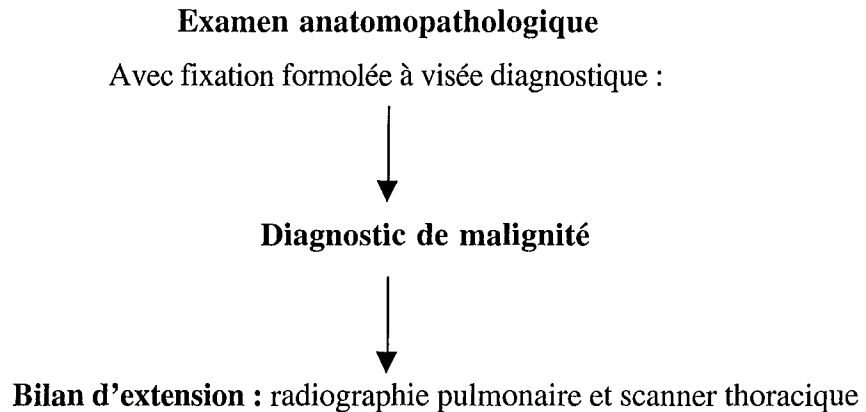 Examen anatomopathologique
Avec fixation formolée à visée diagnostique :
Diagnostic de malignité
Bilan d'extension : radiographie pulmonaire et scanner thoracique